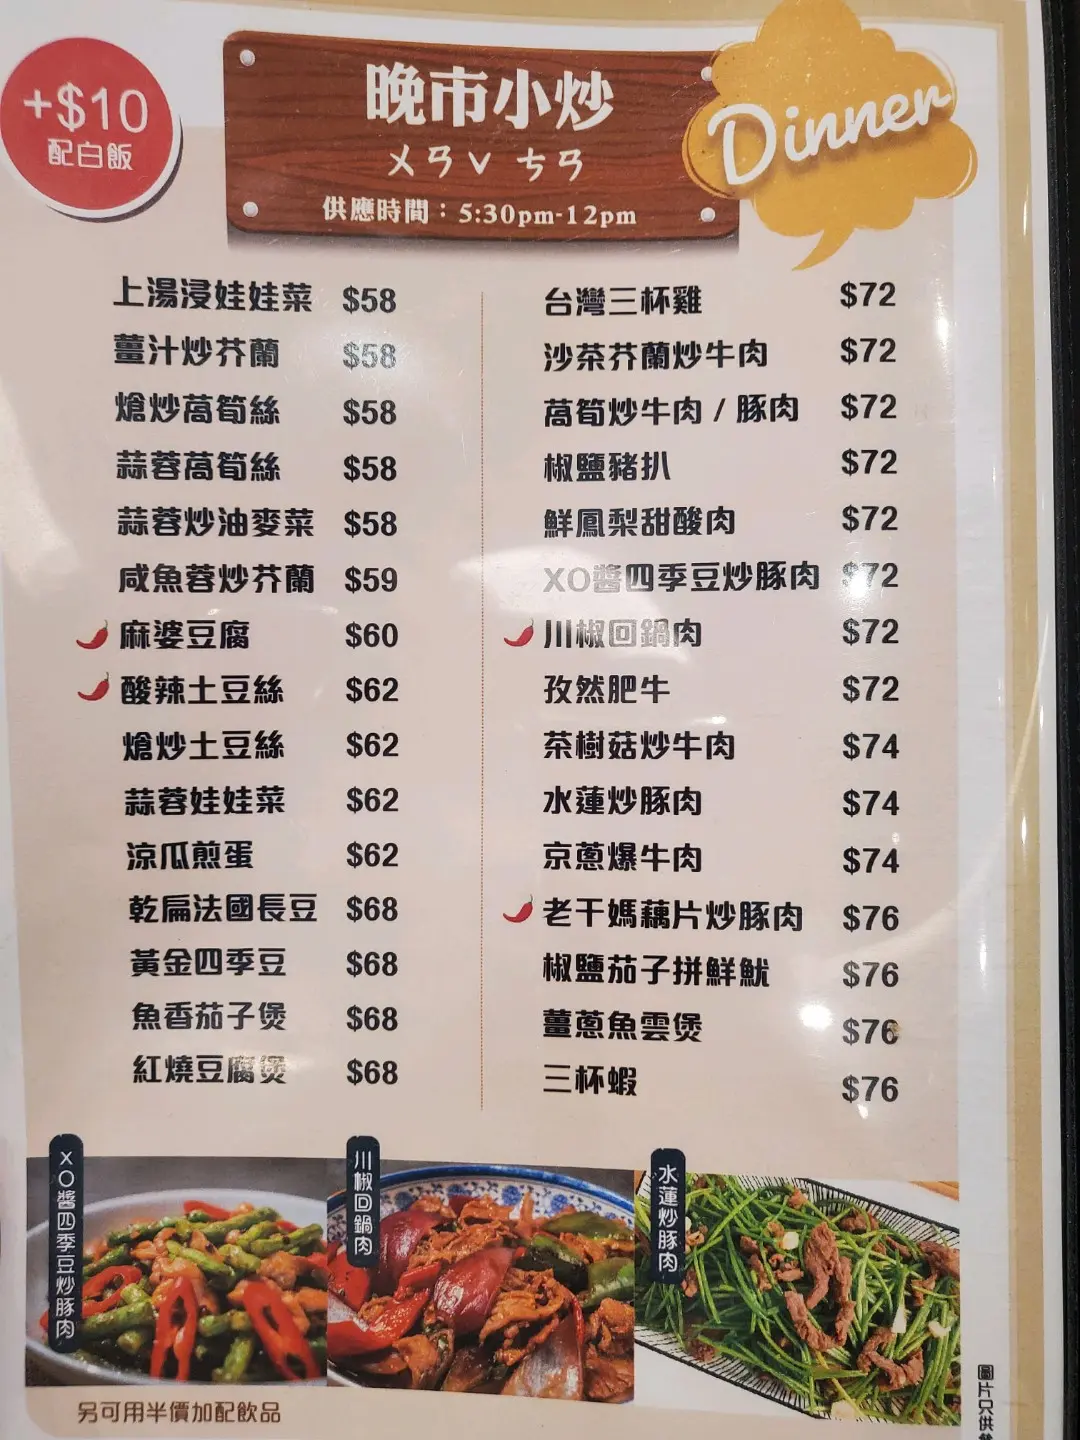 +$10
配白飯
晚市小炒
ㄨㄢˇ ㄘㄢ
供應時間：5:30pm-12pm
Dinner
上湯浸娃娃菜 $58
薑汁炒芥蘭 $58
熗炒萵筍絲 $58
蒜蓉萵筍絲 $58
蒜蓉炒油麥菜 $58
咸魚蓉炒芥蘭 $59
麻婆豆腐 $60
酸辣土豆絲 $62
熗炒土豆絲 $62
蒜蓉娃娃菜 $62
涼瓜煎蛋 $62
乾扁法國長豆 $68
黃金四季豆 $68
魚香茄子煲 $68
紅燒豆腐煲 $68
台灣三杯雞 $72
沙茶芥蘭炒牛肉 $72
萵筍炒牛肉 / 豚肉 $72
椒鹽豬扒 $72
鮮鳳梨甜酸肉 $72
XO醬四季豆炒豚肉 $72
川椒回鍋肉 $72
孜然肥牛 $72
茶樹菇炒牛肉 $74
水蓮炒豚肉 $74
京蔥爆牛肉 $74
老干媽藕片炒豚肉 $76
椒鹽茄子拼鮮魷 $76
薑蔥魚雲煲 $76
三杯蝦 $76
XO醬四季豆炒豚肉
川椒回鍋肉
水蓮炒豚肉
另可用半價加配飲品
圖片只供